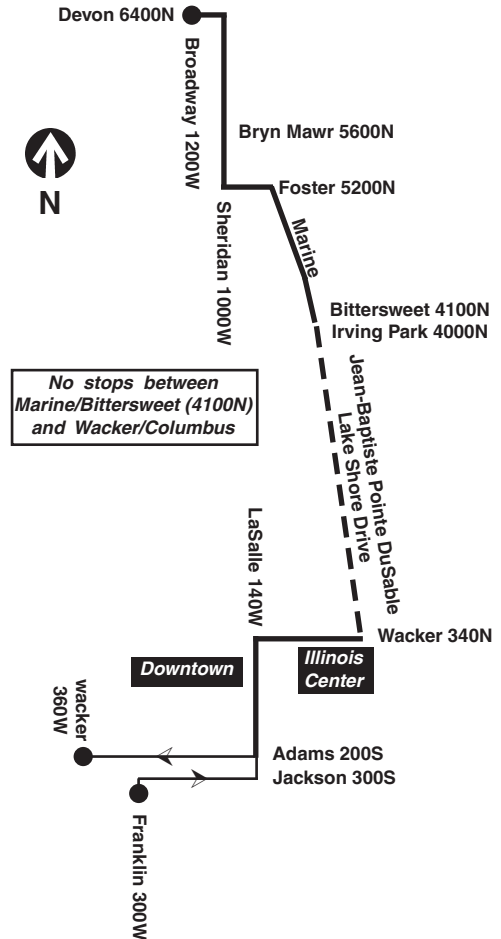 Devon 6400N
Broadway 1200W
Bryn Mawr 5600N
N
Foster 5200N
Sheridan 1000W
Marine
Bittersweet 4100N
Irving Park 4000N
No stops between
Marine/Bittersweet (4100N)
and Wacker/Columbus
Jean-Baptiste Pointe DuSable
Lake Shore Drive
LaSalle 140W
Wacker 340N
Downtown
Illinois
Center
wacker
360W
Adams 200S
Jackson 300S
Franklin 300W